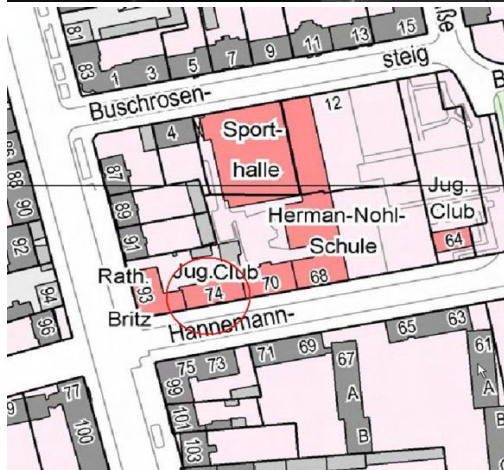 81
83
1
3
5
7
9
11
13
15
Buschrosen-
steig
4
Sport-
halle
12
87
89
91
90
92
94
96
Herman-Nohl-
Schule
Jug.
Club
64
Rath.
Britz
93
Jug.Club
74
70
68
Hannemann-
75
73
71
69
67
65
63
61
A
A
B
99
101
103
77
100